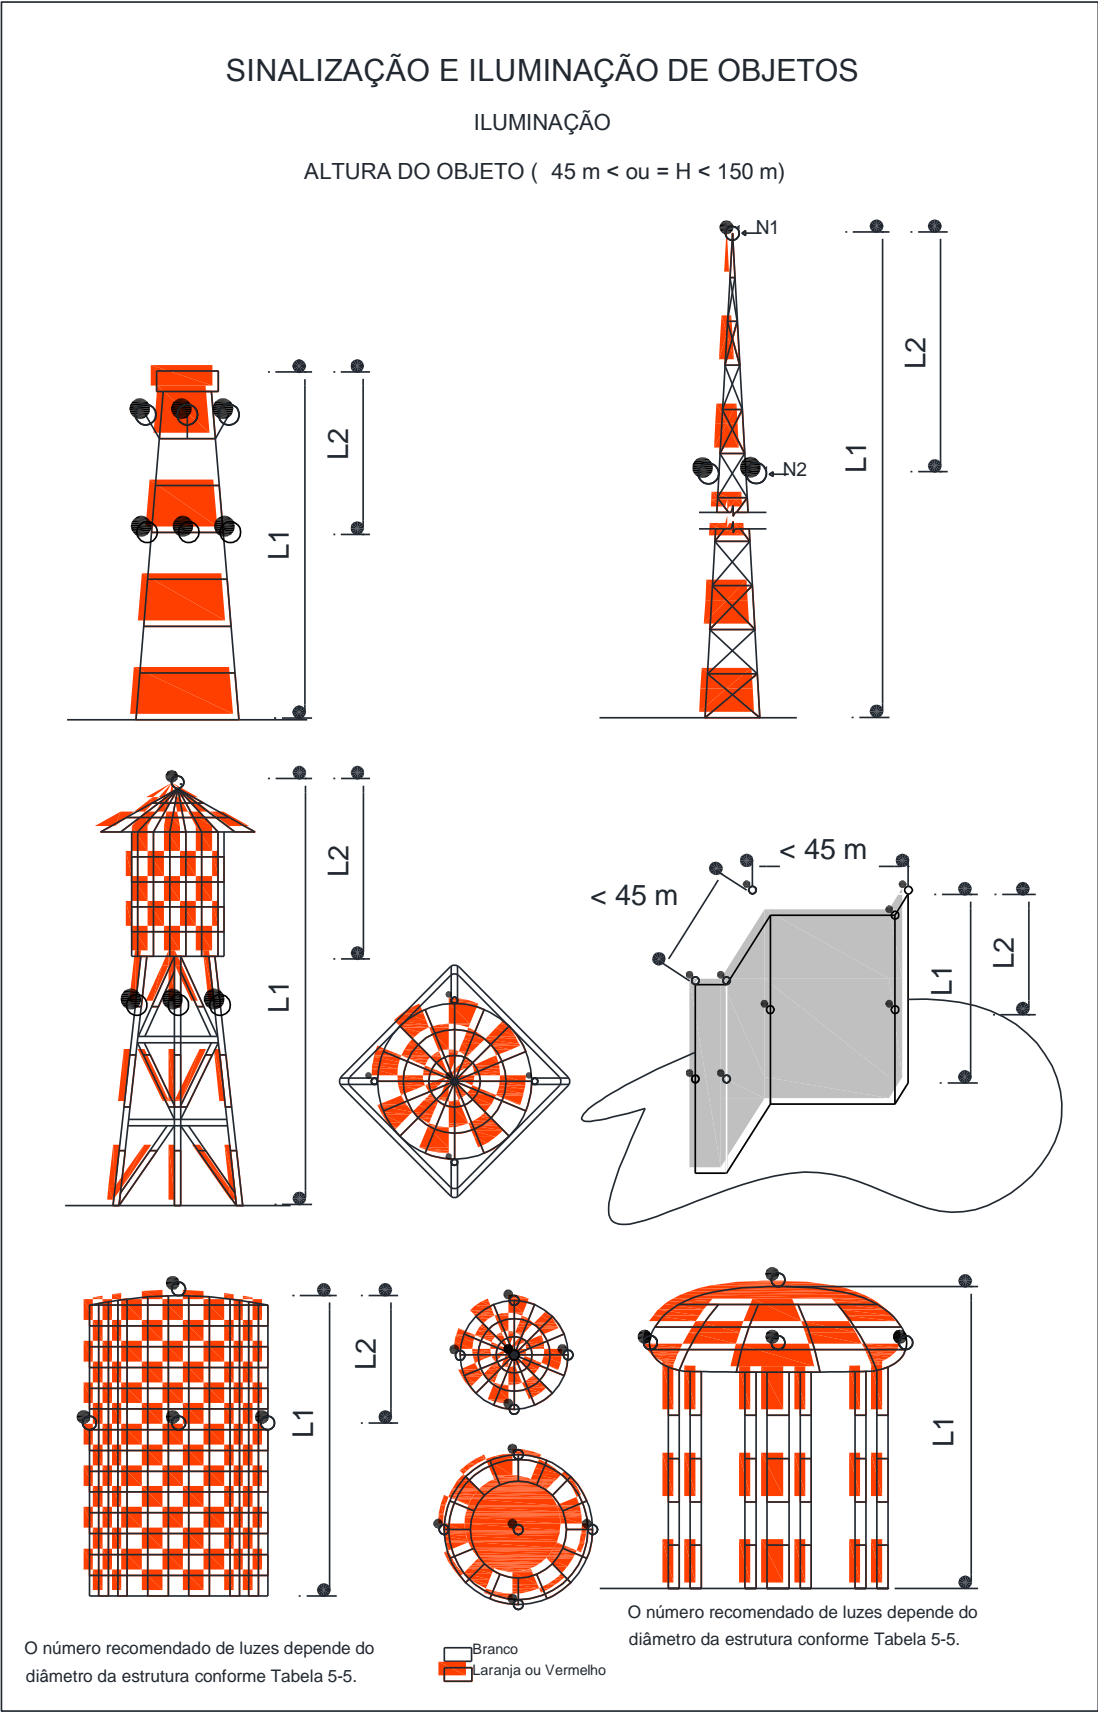 SINALIZAÇÃO E ILUMINAÇÃO DE OBJETOS
ILUMINAÇÃO
ALTURA DO OBJETO ( 45 m < ou = H < 150 m)
N1
L2
L1
N2
L2
L1
L2
L1
< 45 m
< 45 m
L2
L1
L2
L1
L1
O número recomendado de luzes depende do
diâmetro da estrutura conforme Tabela 5-5.
O número recomendado de luzes depende do
diâmetro da estrutura conforme Tabela 5-5.
Branco
Laranja ou Vermelho